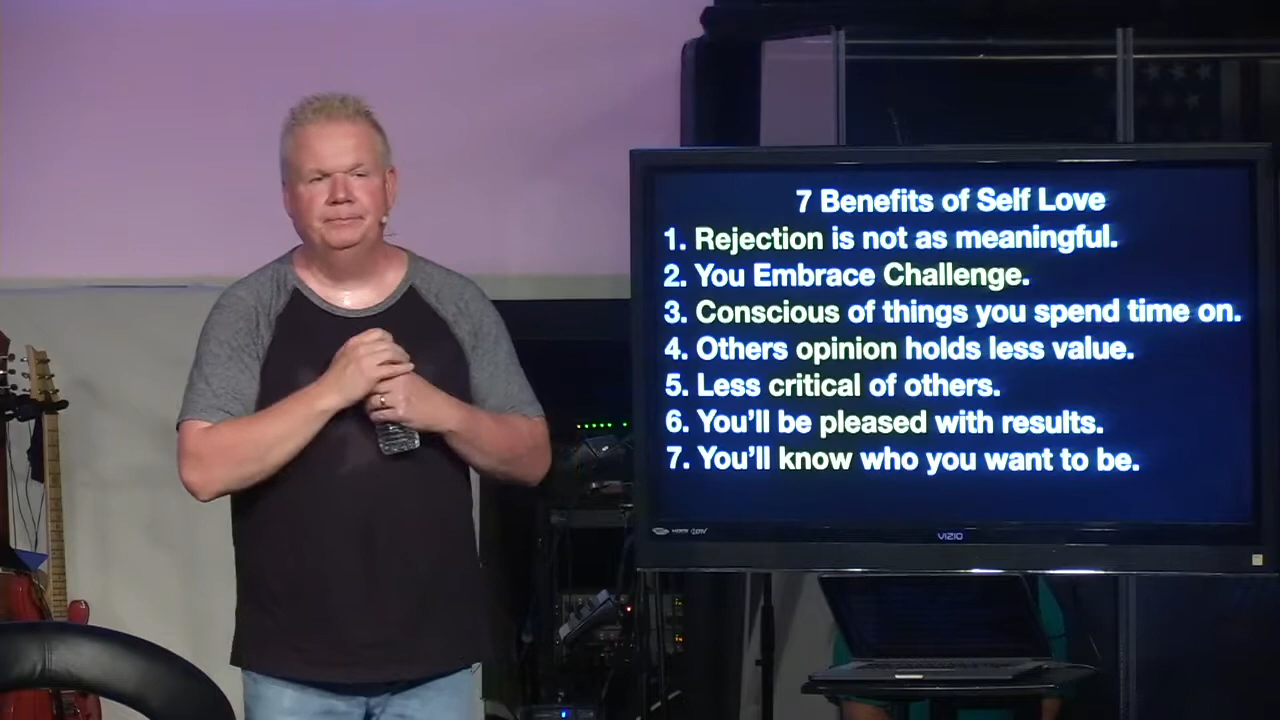 7 Benefits of Self Love
1. Rejection is not as meaningful.
2. You Embrace Challenge.
3. Conscious of things you spend time on.
4. Others opinion holds less value.
5. Less critical of others.
6. You'll be pleased with results.
7. You'll know who you want to be.
VIZIO